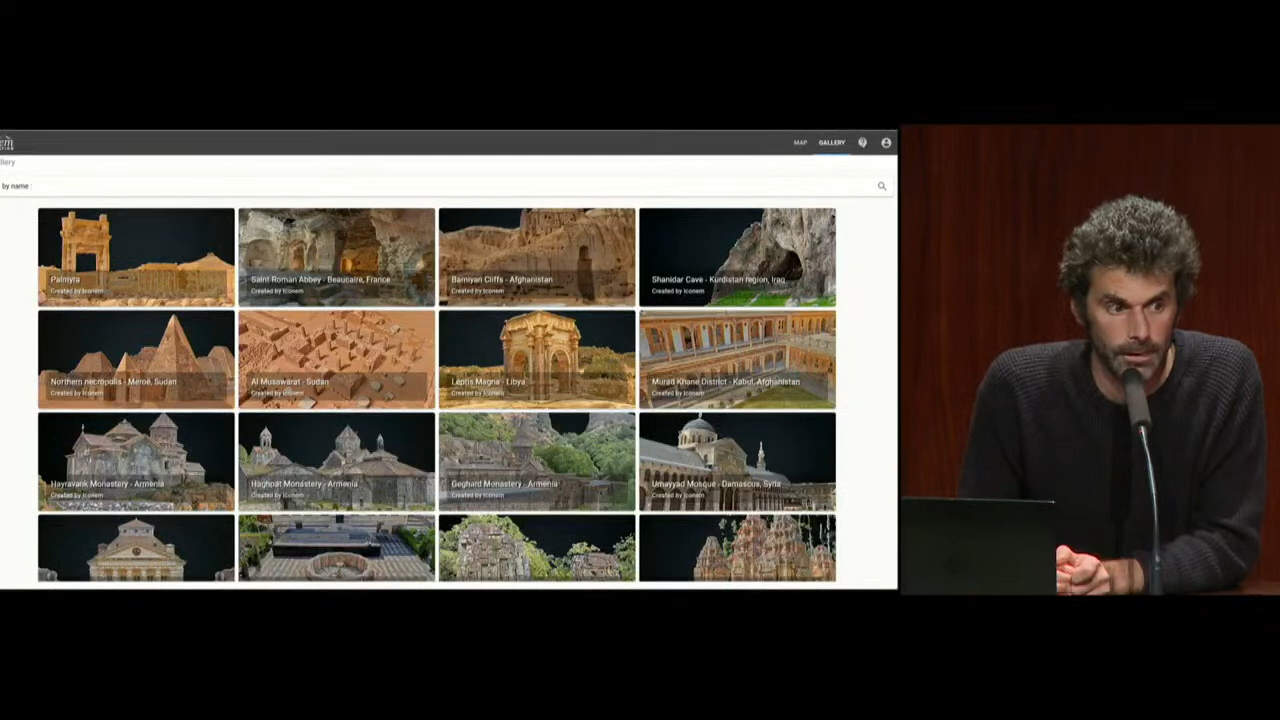 em
MAP
GALLERY
llery
by name :
Palmyra
Created by Iconem
Saint-Roman Abbey - Beaucaire, France
Created by Iconem
Bamiyan Cliffs - Afghanistan
Created by Iconem
Shanidar Cave - Kurdistan region, Iraq
Created by Iconem
Northern necropolis - Meroë, Sudan
Created by Iconem
Al Musawarat - Sudan
Created by Iconem
Leptis Magna - Libya
Created by Iconem
Murad Khane District - Kabul, Afghanistan
Created by Iconem
Hayravank Monastery - Armenia
Created by Iconem
Haghpat Monastery - Armenia
Created by Iconem
Geghard Monastery - Armenia
Created by Iconem
Umayyad Mosque - Damascus, Syria
Created by Iconem